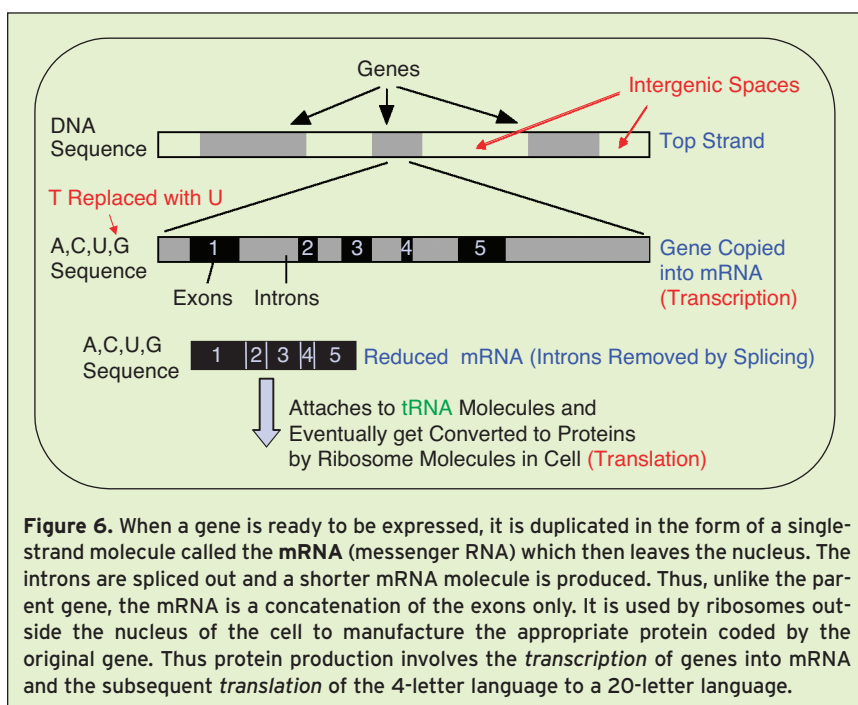 Genes
Intergenic Spaces
DNA
Sequence
Top Strand
T Replaced with U
A,C,U,G
Sequence
1 2 3 4 5
Gene Copied
into mRNA
(Transcription)
Exons Introns
A,C,U,G
Sequence
1 2 3 4 5
Reduced mRNA (Introns Removed by Splicing)
Attaches to tRNA Molecules and
Eventually get Converted to Proteins
by Ribosome Molecules in Cell (Translation)
Figure 6. When a gene is ready to be expressed, it is duplicated in the form of a single-
strand molecule called the mRNA (messenger RNA) which then leaves the nucleus. The
introns are spliced out and a shorter mRNA molecule is produced. Thus, unlike the par-
ent gene, the mRNA is a concatenation of the exons only. It is used by ribosomes out-
side the nucleus of the cell to manufacture the appropriate protein coded by the
original gene. Thus protein production involves the transcription of genes into mRNA
and the subsequent translation of the 4-letter language to a 20-letter language.